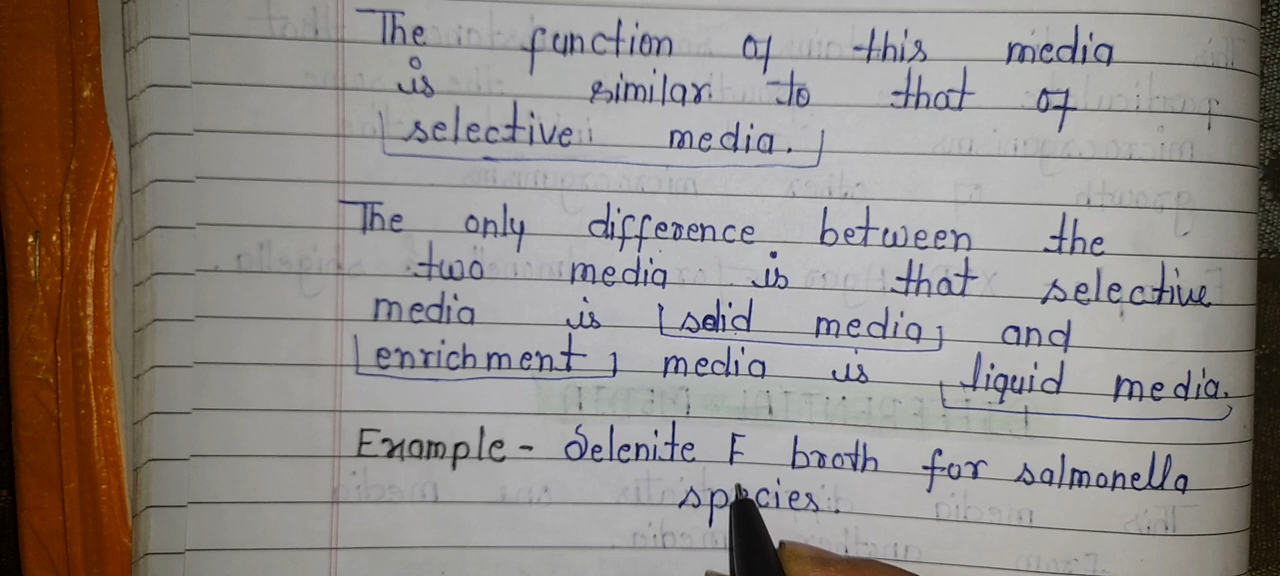 The function of this media
is similar to that of
selective media.
The only difference between the
two media is that selective
media is solid media and
enrichment media is liquid media.
Example - Selenite F broth for salmonella
species.